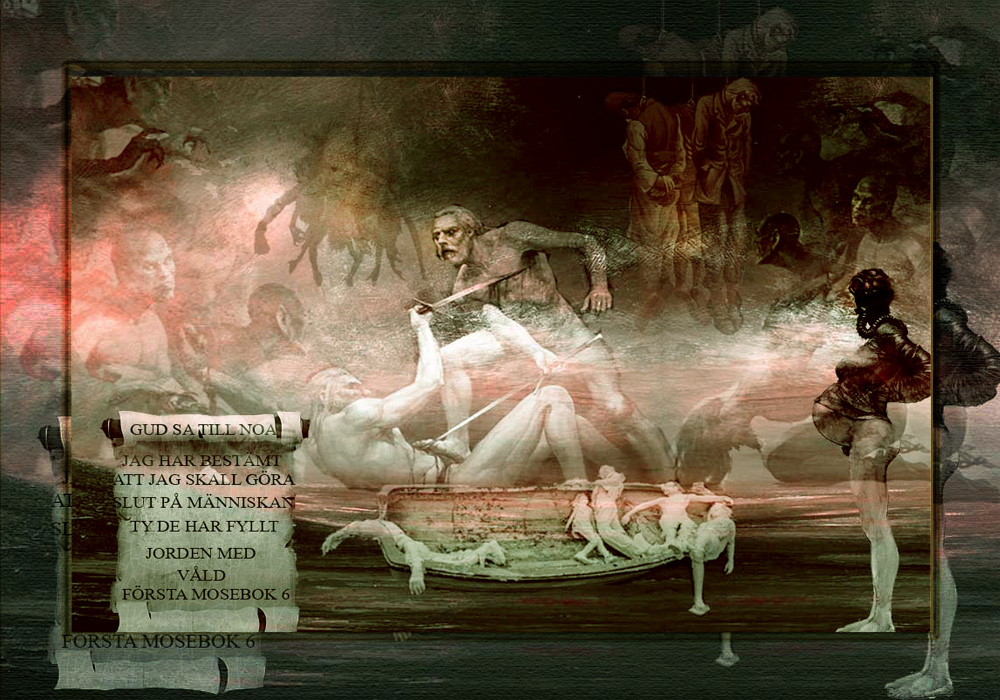 GUD SA TILL NOA
JAG HAR BESTÄMT
ATT JAG SKALL GÖRA
SLUT PÅ MÄNNISKAN
TY DE HAR FYLLT
JORDEN MED
VÅLD
FÖRSTA MOSEBOK 6
FÖRSTA MOSEBOK 6